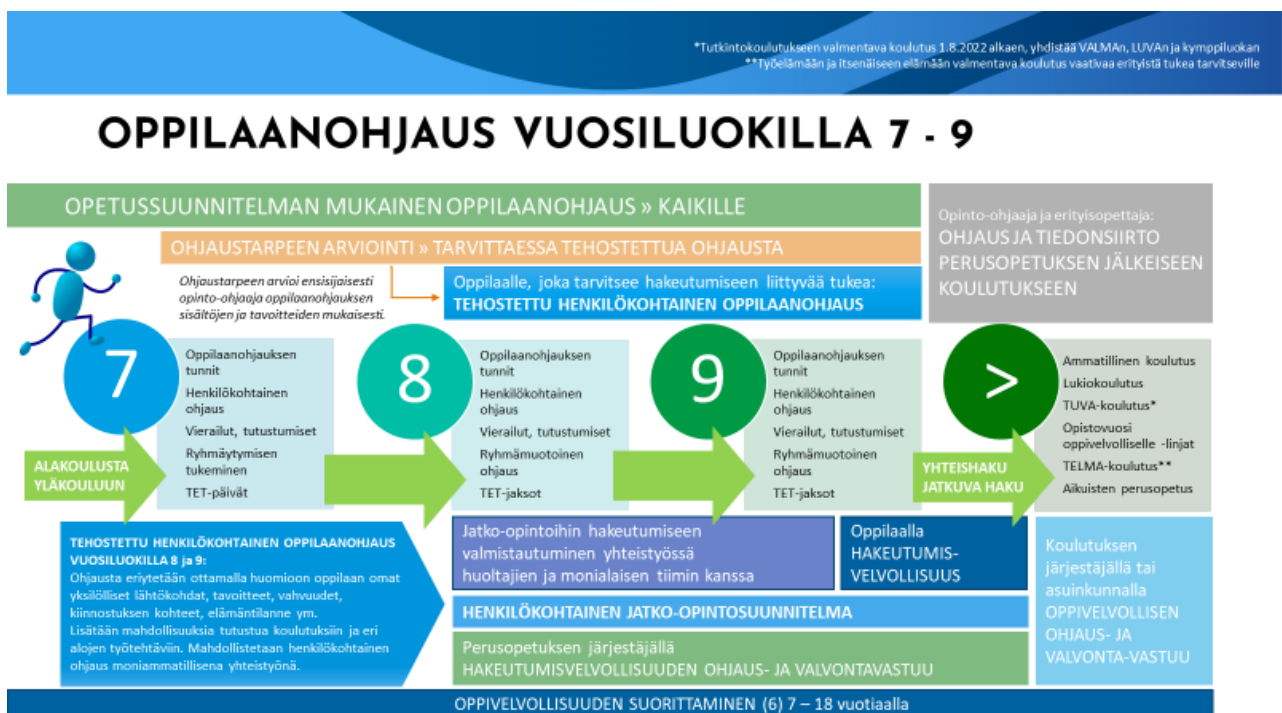 *Tutkintokoulutukseen valmentava koulutus 1.8.2022 alkaen, yhdistää VALMAn, LUVAn ja kymppiluokan
**Työelämään ja itsenäiseen elämään valmentava koulutus vaativaa erityistä tukea tarvitseville
OPPILAANOHJAUS VUOSILUOKILLA 7 - 9
OPETUSSUUNNITELMAN MUKAINEN OPPILAANOHJAUS » KAIKILLE
OHJAUSTARPEEN ARVIOINTI » TARVITTAESSA TEHOSTETTUA OHJAUSTA
Ohjaustarpeen arvioi ensisijaisesti
opinto-ohjaaja oppilaanohjauksen
sisältöjen ja tavoitteiden mukaisesti.
Oppilaalle, joka tarvitsee hakeutumiseen liittyvää tukea:
TEHOSTETTU HENKILÖKOHTAINEN OPPILAANOHJAUS
Opinto-ohjaaja ja erityisopettaja:
OHJAUS JA TIEDONSIIRTO
PERUSOPETUKSEN JÄLKEISEEN
KOULUTUKSEEN
ALAKOULUSTA
YLÄKOULUUN
7
Oppilaanohjauksen
tunnit
Henkilökohtainen
ohjaus
Vierailut, tutustumiset
Ryhmäytymisen
tukeminen
TET-päivät
8
Oppilaanohjauksen
tunnit
Henkilökohtainen
ohjaus
Vierailut, tutustumiset
Ryhmämuotoinen
ohjaus
TET-jaksot
9
Oppilaanohjauksen
tunnit
Henkilökohtainen
ohjaus
Vierailut, tutustumiset
Ryhmämuotoinen
ohjaus
TET-jaksot
YHTEISHAKU
JATKUVA HAKU
>
Ammatillinen koulutus
Lukiokoulutus
TUVA-koulutus*
Opistovuosi
oppivelvolliselle -linjat
TELMA-koulutus**
Aikuisten perusopetus
TEHOSTETTU HENKILÖKOHTAINEN OPPILAANOHJAUS
VUOSILUOKILLA 8 ja 9:
Ohjausta eriytetään ottamalla huomioon oppilaan omat
yksilölliset lähtökohdat, tavoitteet, vahvuudet,
kiinnostuksen kohteet, elämäntilanne ym.
Lisätään mahdollisuuksia tutustua koulutuksiin ja eri
alojen työtehtäviin. Mahdollistetaan henkilökohtainen
ohjaus moniammatillisena yhteistyönä.
Jatko-opintoihin hakeutumiseen
valmistautuminen yhteistyössä
huoltajien ja monialaisen tiimin kanssa
Oppilaalla
HAKEUTUMIS-
VELVOLLISUUS
HENKILÖKOHTAINEN JATKO-OPINTOSUUNNITELMA
Perusopetuksen järjestäjällä
HAKEUTUMISVELVOLLISUUDEN OHJAUS- JA VALVONTAVASTUU
Koulutuksen
järjestäjällä tai
asuinkunnalla
OPPIVELVOLLISEN
OHJAUS- JA
VALVONTA-VASTUU
OPPIVELVOLLISUUDEN SUORITTAMINEN (6) 7 – 18 vuotiaalla